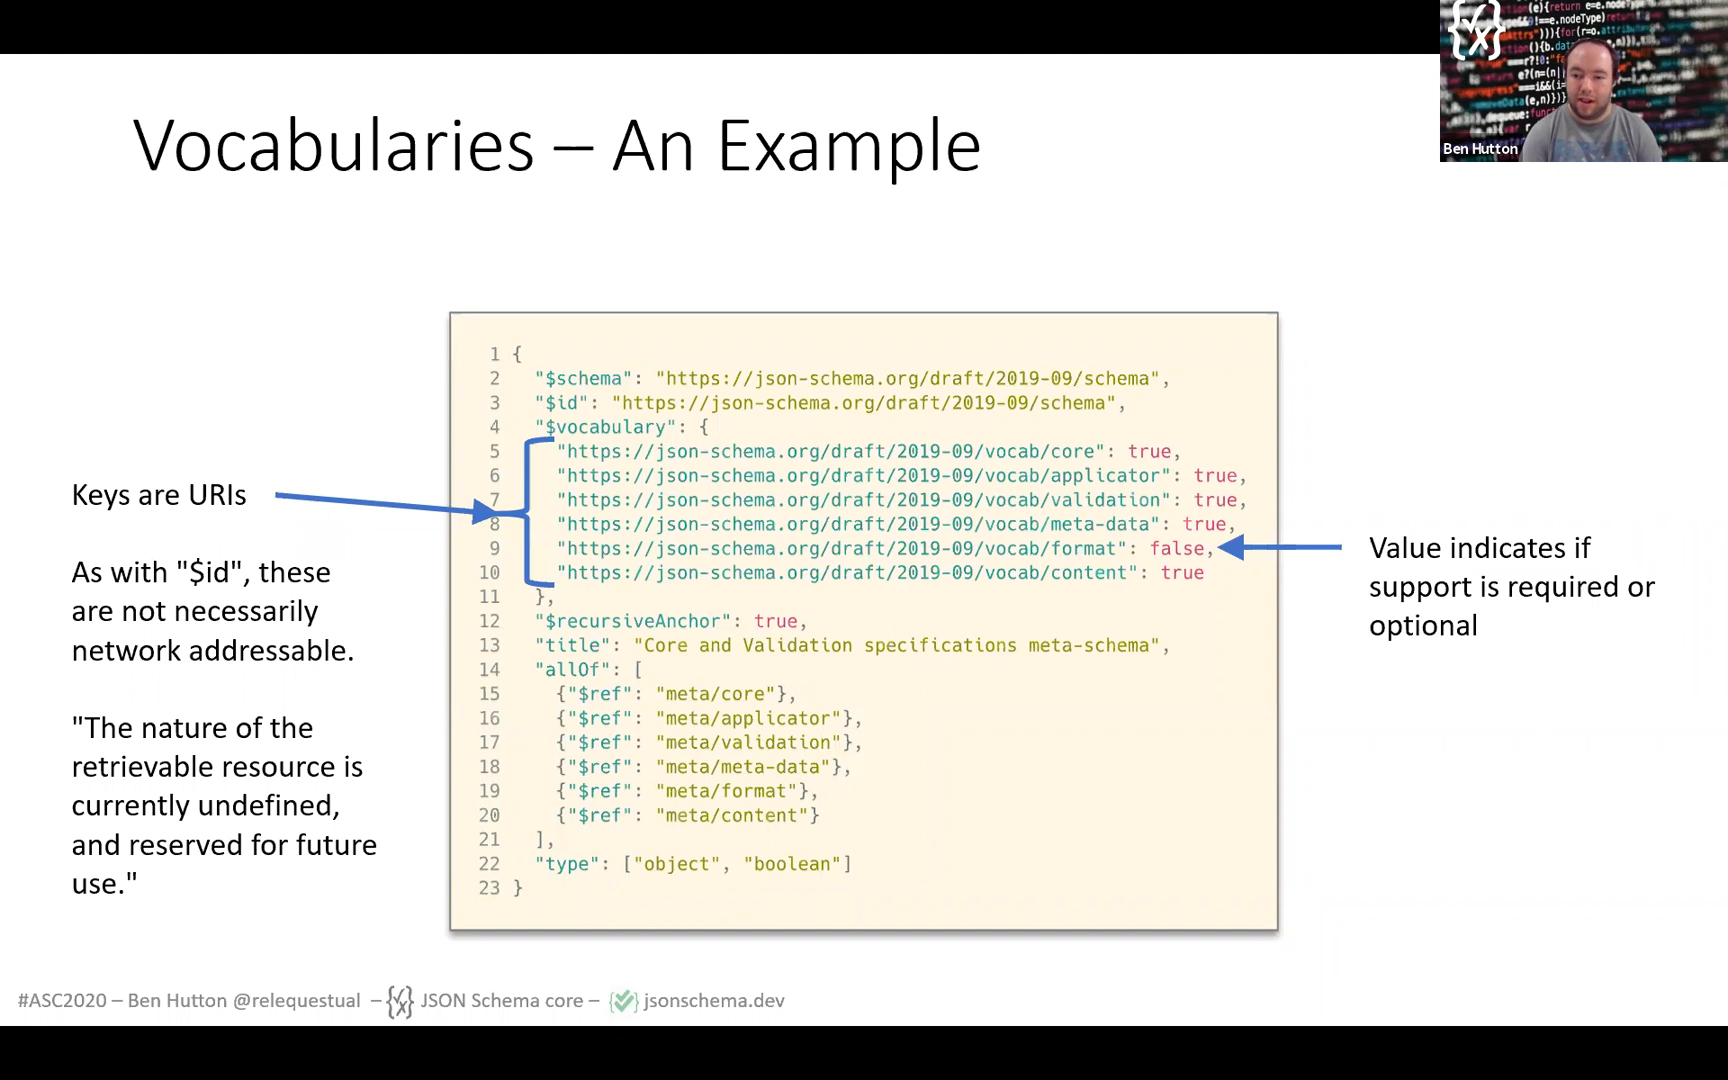 Vocabularies – An Example
Ben Hutton
Keys are URIs
As with "$id", these
are not necessarily
network addressable.
"The nature of the
retrievable resource is
currently undefined,
and reserved for future
use."
1 {
2 "$schema": "https://json-schema.org/draft/2019-09/schema",
3 "$id": "https://json-schema.org/draft/2019-09/schema",
4 "$vocabulary": {
5 "https://json-schema.org/draft/2019-09/vocab/core": true,
6 "https://json-schema.org/draft/2019-09/vocab/applicator": true,
7 "https://json-schema.org/draft/2019-09/vocab/validation": true,
8 "https://json-schema.org/draft/2019-09/vocab/meta-data": true,
9 "https://json-schema.org/draft/2019-09/vocab/format": false,
10 "https://json-schema.org/draft/2019-09/vocab/content": true
11 },
12 "$recursiveAnchor": true,
13 "title": "Core and Validation specifications meta-schema",
14 "allOf": [
15 {"$ref": "meta/core"},
16 {"$ref": "meta/applicator"},
17 {"$ref": "meta/validation"},
18 {"$ref": "meta/meta-data"},
19 {"$ref": "meta/format"},
20 {"$ref": "meta/content"}
21 ],
22 "type": ["object", "boolean"]
23 }
Value indicates if
support is required or
optional
#ASC2020 – Ben Hutton @relequestual – JSON Schema core – jsonschema.dev